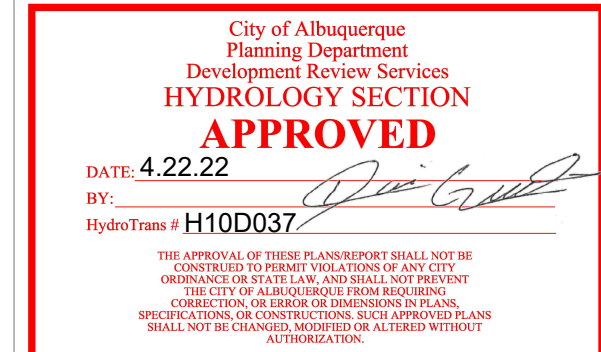 City of Albuquerque
Planning Department
Development Review Services
HYDROLOGY SECTION
APPROVED
DATE: 4.22.22
BY:
HydroTrans # H10D037
THE APPROVAL OF THESE PLANS/REPORT SHALL NOT BE
CONSTRUED TO PERMIT VIOLATIONS OF ANY CITY
ORDINANCE OR STATE LAW, AND SHALL NOT PREVENT
THE CITY OF ALBUQUERQUE FROM REQUIRING
CORRECTION, OR ERROR OR DIMENSIONS IN PLANS,
SPECIFICATIONS, OR CONSTRUCTIONS. SUCH APPROVED PLANS
SHALL NOT BE CHANGED, MODIFIED OR ALTERED WITHOUT
AUTHORIZATION.